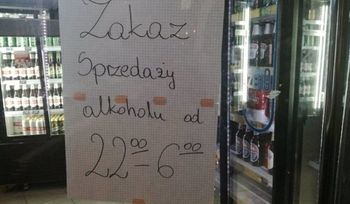 Zakaz
Sprzedaży
alkoholu od
22⁰⁰-6⁰⁰